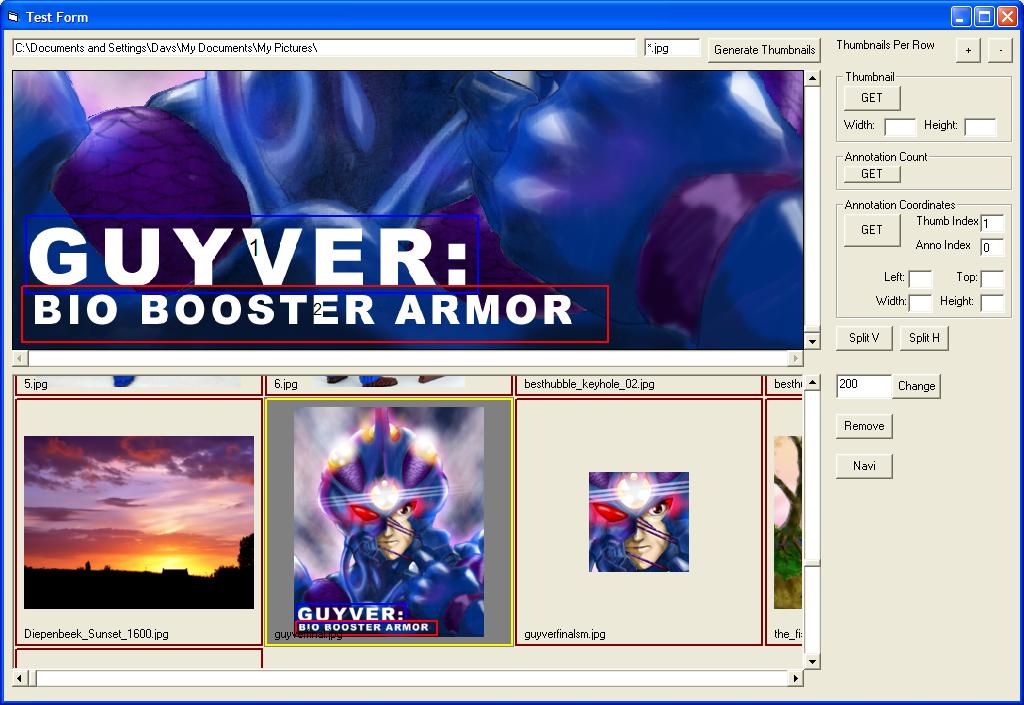 Test Form
C:\Documents and Settings\Davs\My Documents\My Pictures\
*.jpg
Generate Thumbnails
Thumbnails Per Row
+
-
Thumbnail
GET
Width:
Height:
Annotation Count
GET
Annotation Coordinates
GET
Thumb Index
1
Anno Index
0
Left:
Top:
Width:
Height:
Split V
Split H
200
Change
Remove
Navi
1
GUYVER:
2
BIO BOOSTER ARMOR
5.jpg
6.jpg
besthubble_keyhole_02.jpg
besth
GUYVER:
BIO BOOSTER ARMOR
Diepenbeek_Sunset_1600.jpg
guyverfinal.jpg
guyverfinalsm.jpg
the_fi